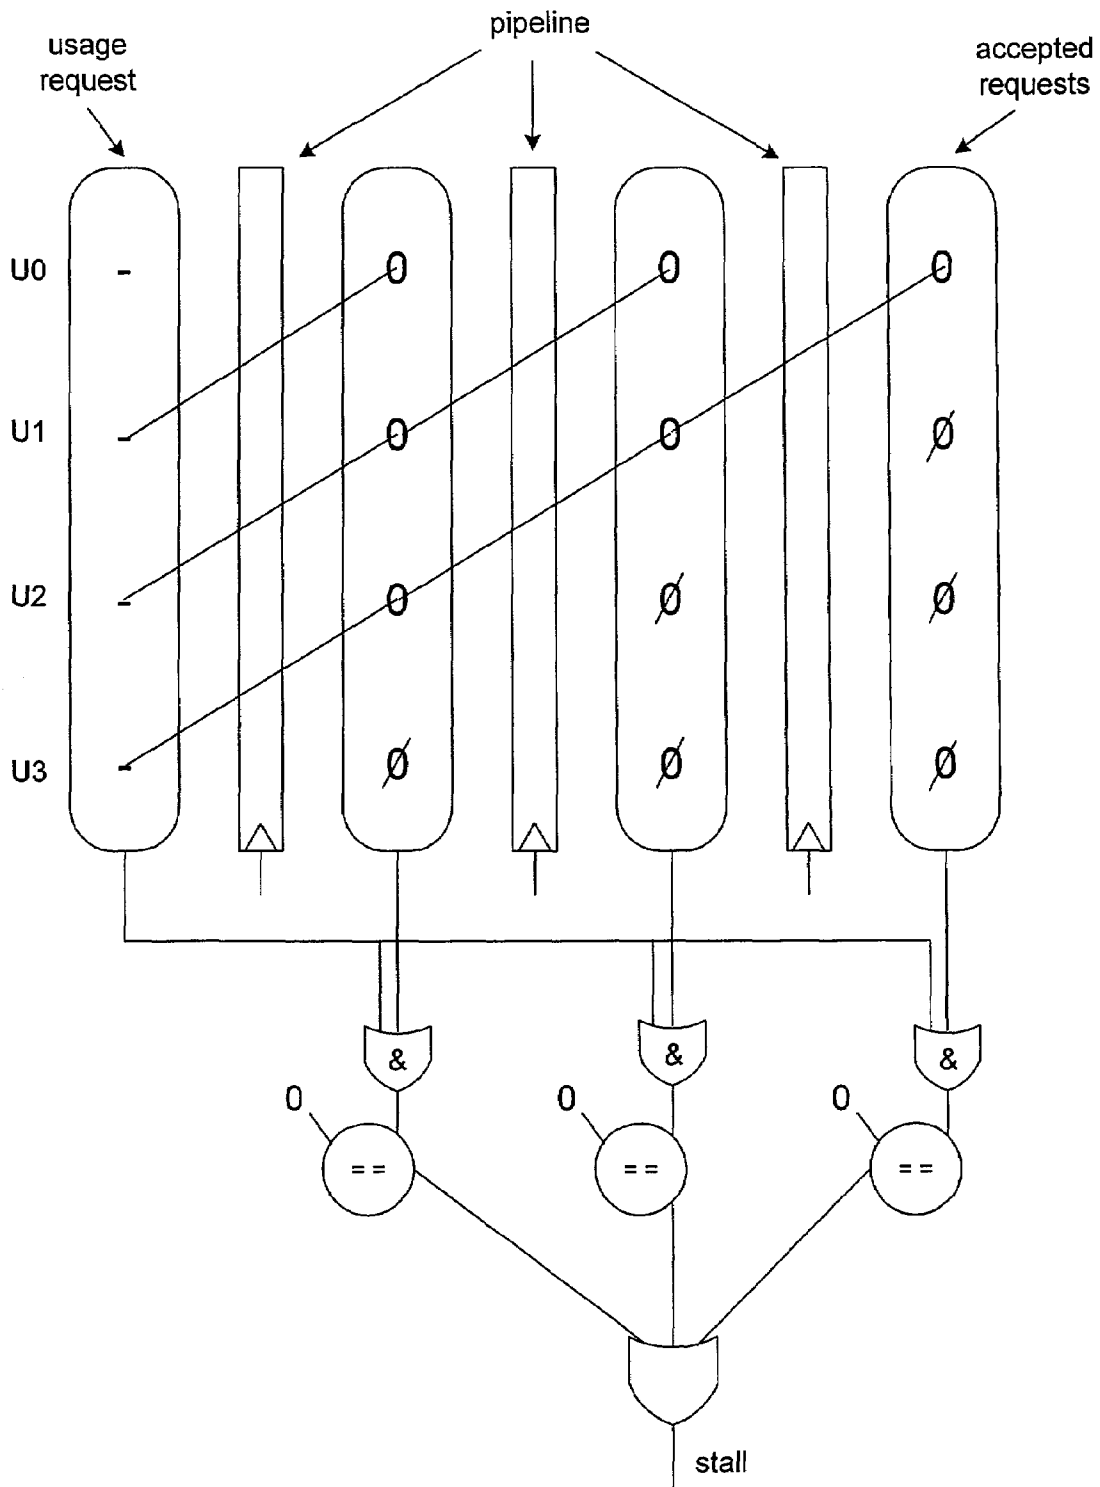 pipeline
usage
request
accepted
requests
U0 - 0 0 0
U1 - 0 0 Ø
U2 - 0 Ø Ø
U3 - Ø Ø Ø
& & &
0 0 0
== == ==
stall